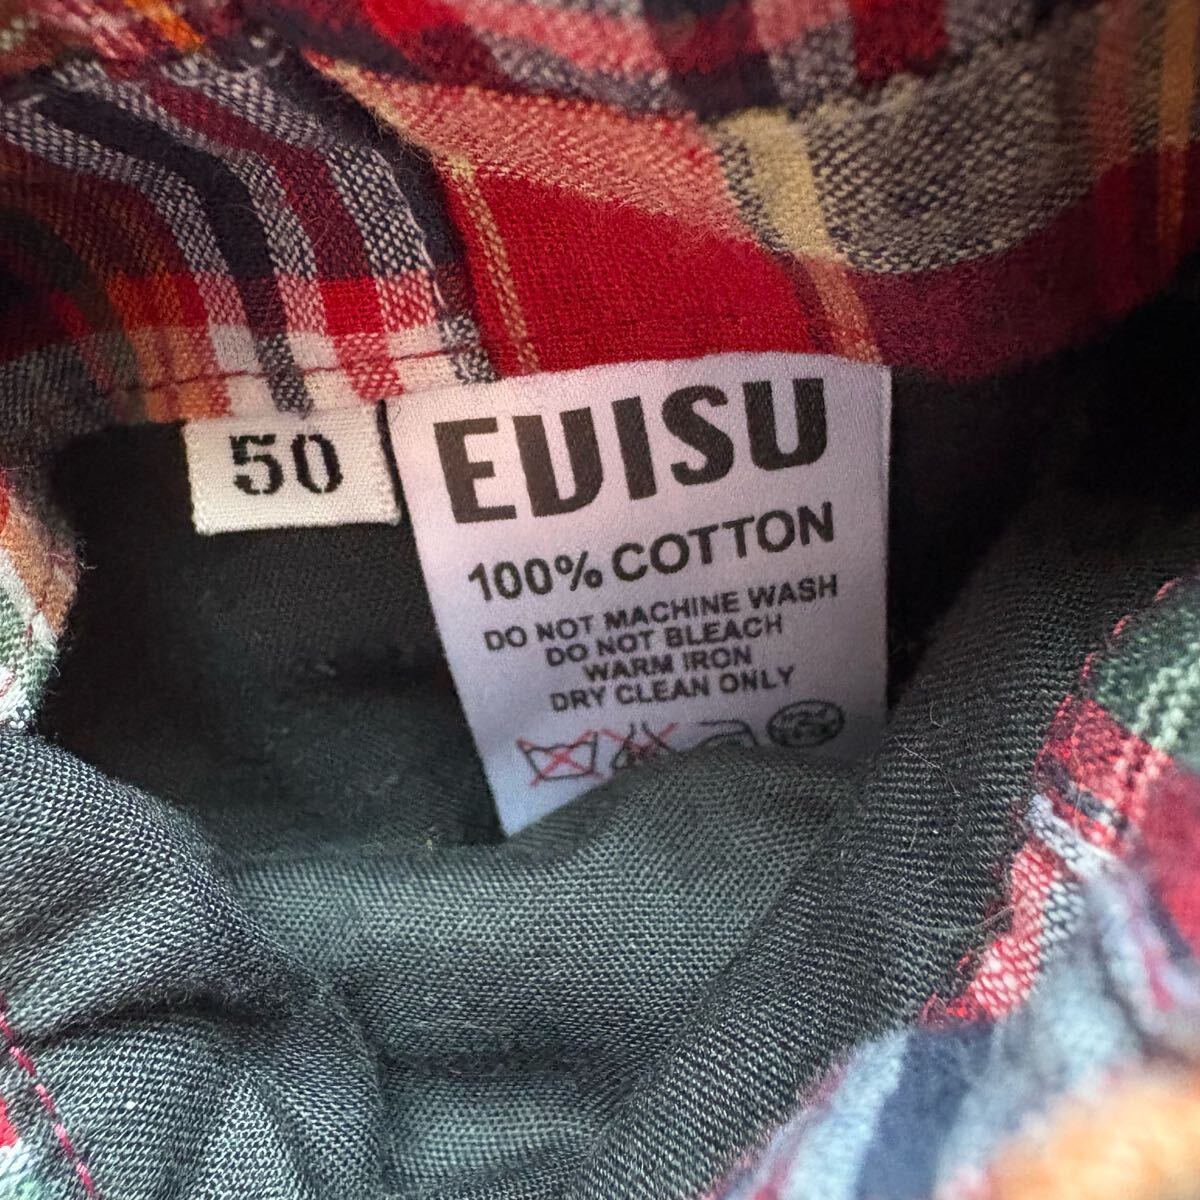 50
EVISU
100% COTTON
DO NOT MACHINE WASH
DO NOT BLEACH
WARM IRON
DRY CLEAN ONLY